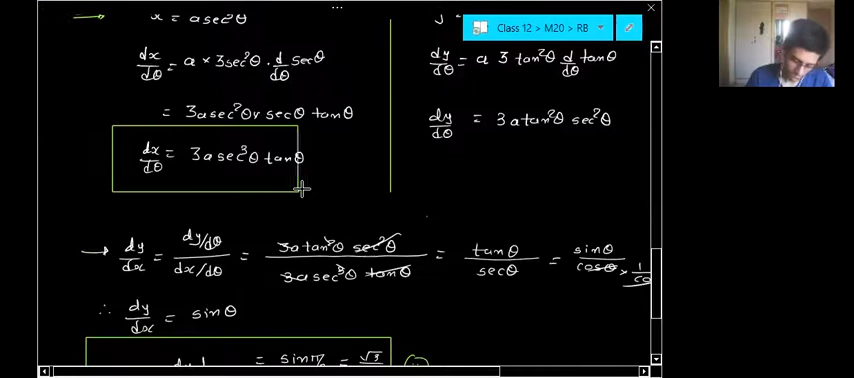 x = a sec³θ
Class 12 > M20 > RB
dx/dθ = a × 3sec²θ · d/dθ secθ
dy/dθ = a 3 tan²θ d/dθ tanθ
= 3a sec²θ × secθ tanθ
dy/dθ = 3 a tan²θ sec²θ
dx/dθ = 3a sec³θ tanθ
→ dy/dx = dy/dθ / dx/dθ = 3a tan²θ sec²θ / 3a sec³θ tanθ = tanθ / secθ = sinθ / cosθ × 1/co
∴ dy/dx = sinθ
= sin π/3 = √3